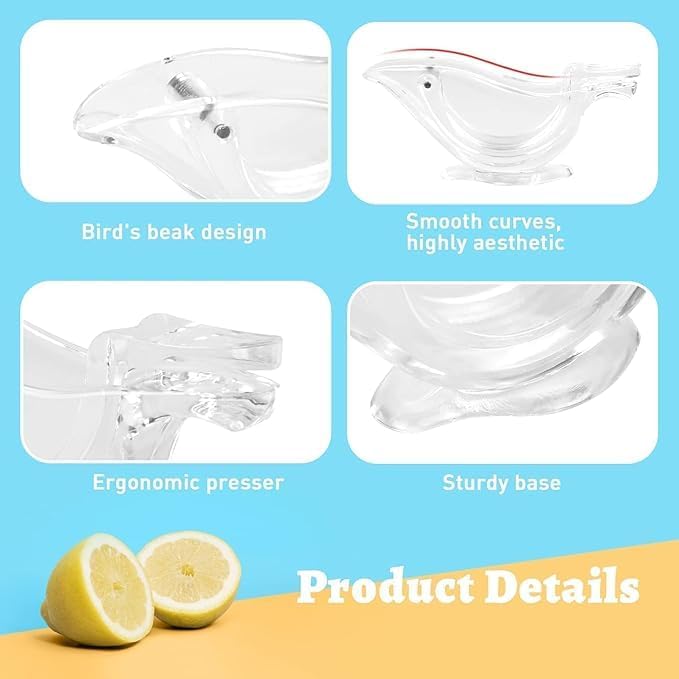 Bird's beak design
Smooth curves,
highly aesthetic
Ergonomic presser
Sturdy base
Product Details